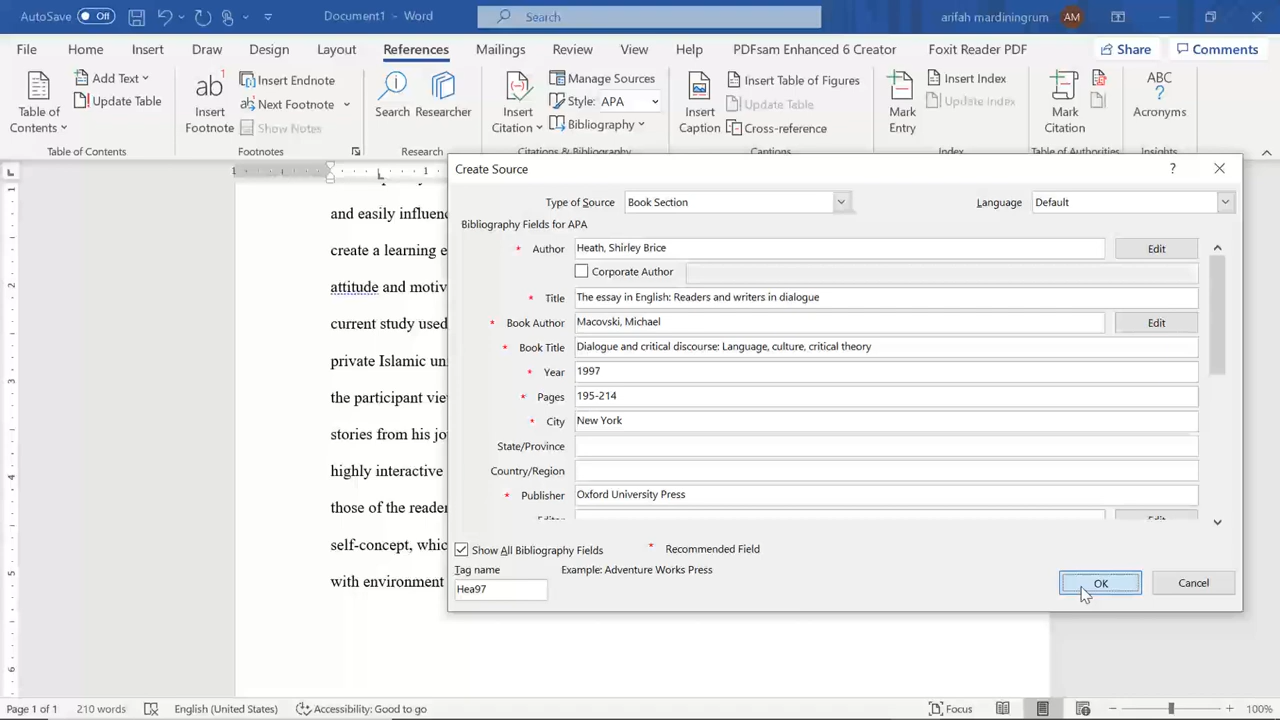 AutoSave Off Document1 - Word Search arifah mardiningrum AM
File Home Insert Draw Design Layout References Mailings Review View Help PDFsam Enhanced 6 Creator Foxit Reader PDF Share Comments
Table of Contents
Add Text
Update Table
Table of Contents
ab
Insert Footnote
Insert Endnote
Next Footnote
Show Notes
Footnotes
Search
Researcher
Research
Insert Citation
Manage Sources
Style: APA
Bibliography
Citations & Bibliography
Insert Caption
Insert Table of Figures
Update Table
Cross-reference
Captions
Mark Entry
Insert Index
Update Index
Index
Mark Citation
Table of Authorities
ABC
?
Acronyms
Insights
and easily influen
create a learning e
attitude and motiv
current study used
private Islamic uni
the participant vie
stories from his jo
highly interactive
those of the reader
self-concept, whic
with environment
Create Source
Type of Source Book Section Language Default
Bibliography Fields for APA
* Author Heath, Shirley Brice Edit
Corporate Author
* Title The essay in English: Readers and writers in dialogue
* Book Author Macovski, Michael Edit
* Book Title Dialogue and critical discourse: Language, culture, critical theory
* Year 1997
* Pages 195-214
* City New York
State/Province
Country/Region
* Publisher Oxford University Press
Editor Edit
Show All Bibliography Fields * Recommended Field
Tag name Example: Adventure Works Press
Hea97
OK Cancel
Page 1 of 1 210 words English (United States) Accessibility: Good to go Focus 100%